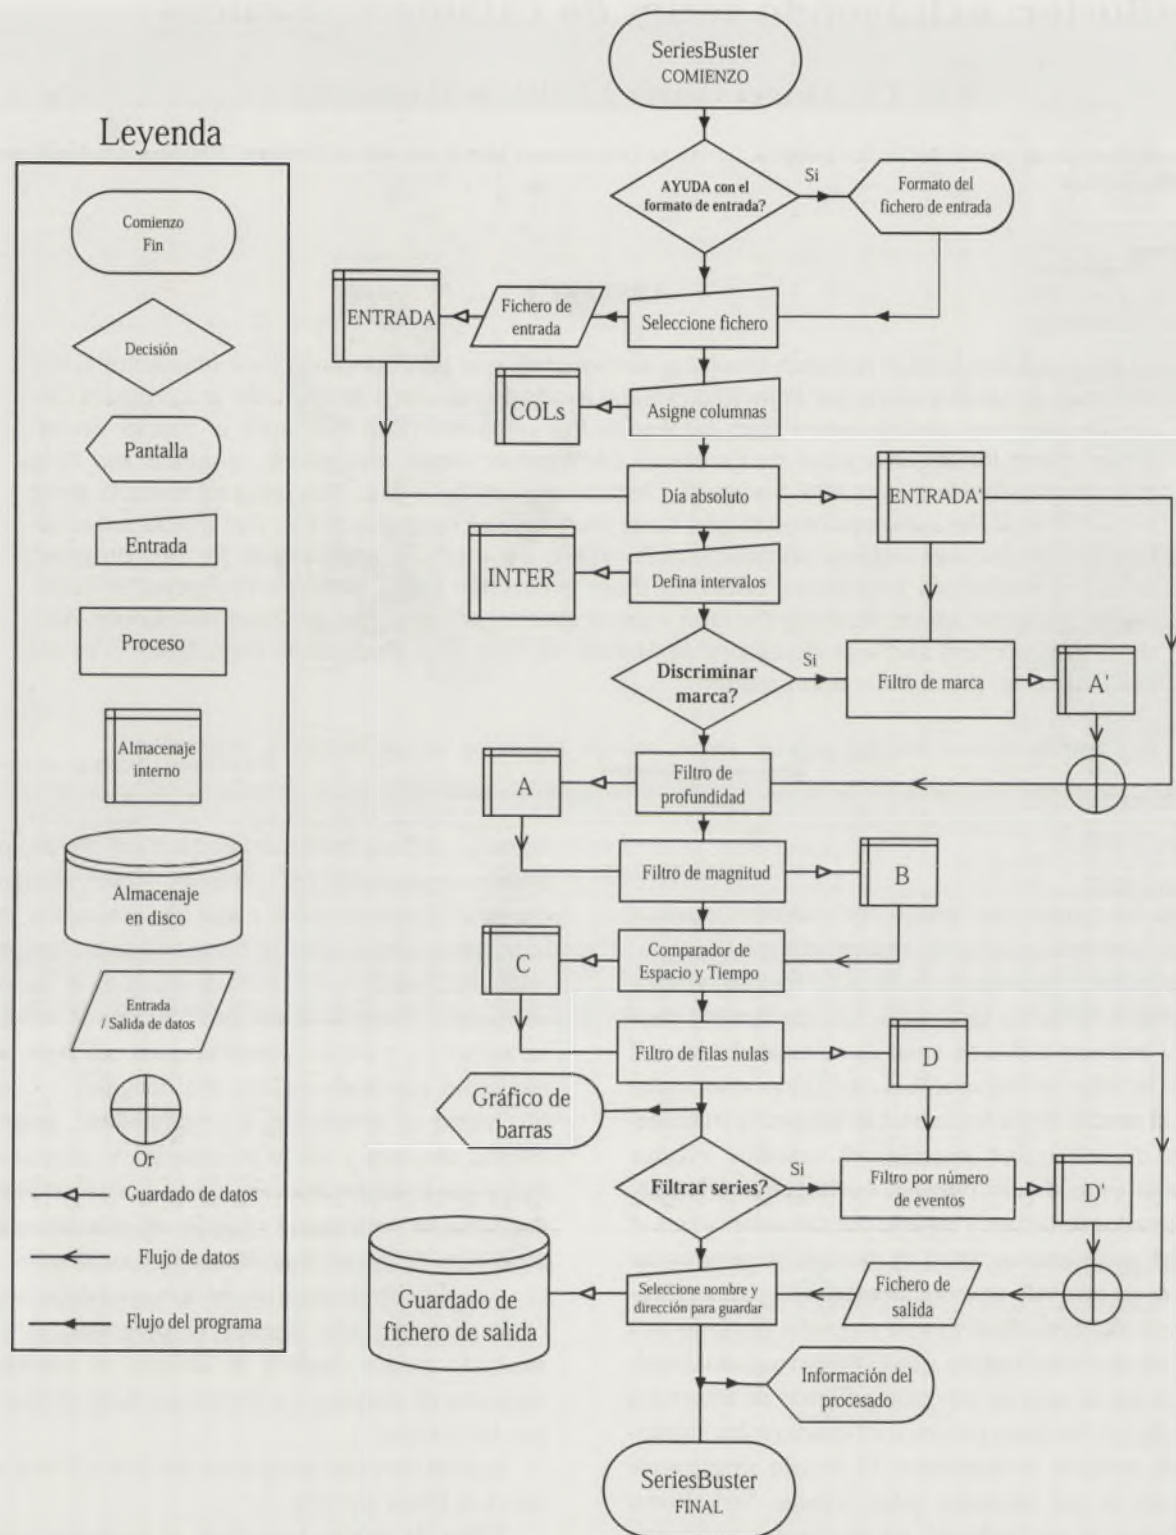 SeriesBuster
COMIENZO
Leyenda
Comienzo
Fin
Decisión
Pantalla
Entrada
Proceso
Almacenaje
interno
Almacenaje
en disco
Entrada
/ Salida de datos
Or
Guardado de datos
Flujo de datos
Flujo del programa
AYUDA con el
formato de entrada?
Si
Formato del
fichero de entrada
ENTRADA
Fichero de
entrada
Seleccione fichero
COLs
Asigne columnas
Día absoluto
ENTRADA'
INTER
Defina intervalos
Discriminar
marca?
Si
Filtro de marca
A'
A
Filtro de
profundidad
Filtro de magnitud
B
C
Comparador de
Espacio y Tiempo
Filtro de filas nulas
D
Gráfico de
barras
Filtrar series?
Si
Filtro por número
de eventos
D'
Guardado de
fichero de salida
Seleccione nombre y
dirección para guardar
Fichero de
salida
Información del
procesado
SeriesBuster
FINAL